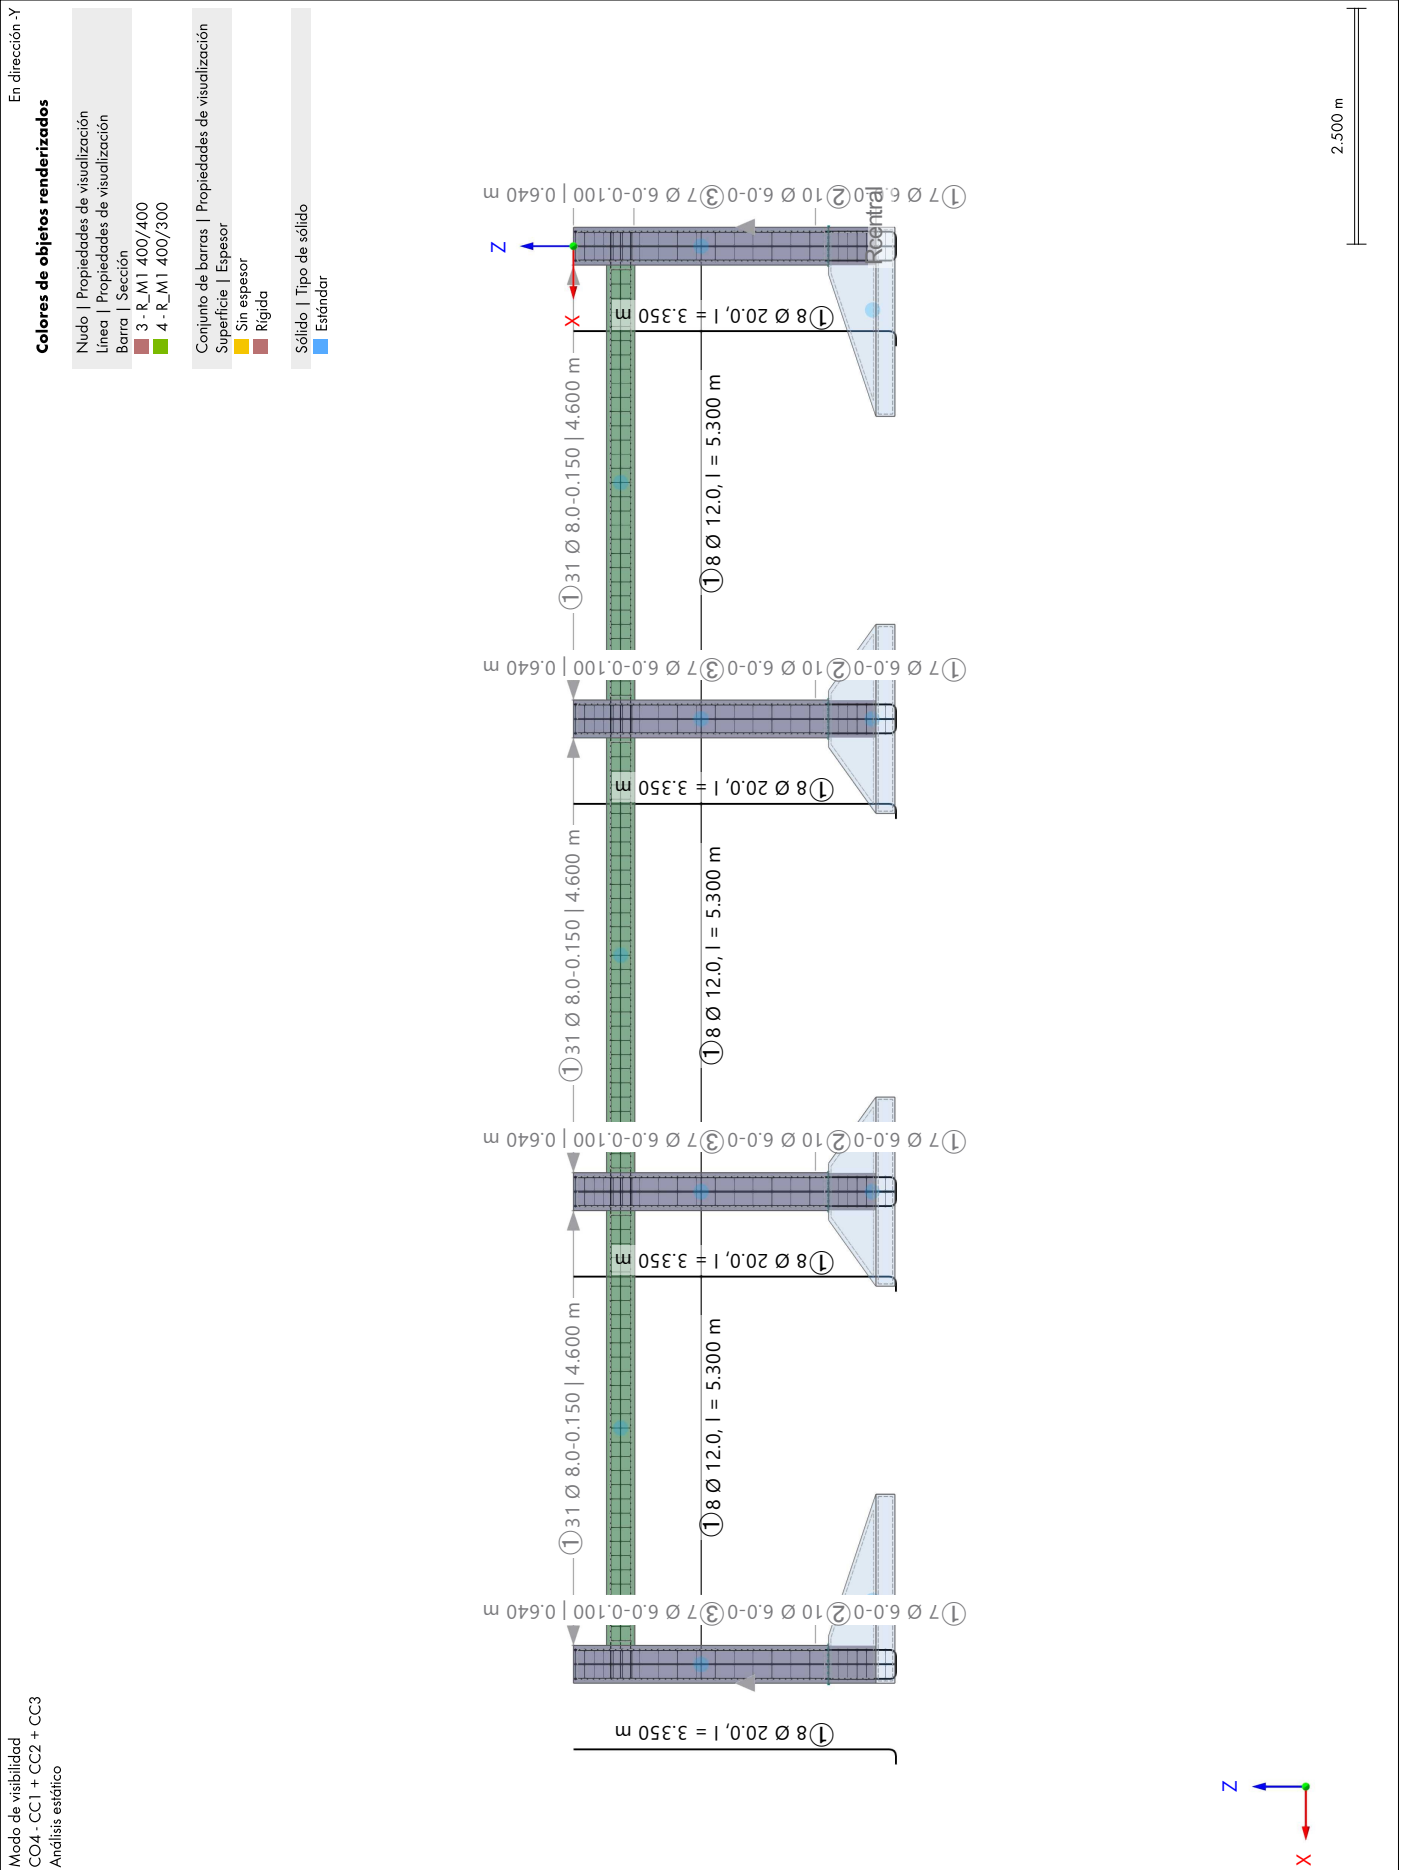 Modo de visibilidad
CO4 - CC1 + CC2 + CC3
Análisis estático
En dirección -Y
Colores de objetos renderizados
Nudo | Propiedades de visualización
Línea | Propiedades de visualización
Barra | Sección
3 - R_M1 400/400
4 - R_M1 400/300
Conjunto de barras | Propiedades de visualización
Superficie | Espesor
Sin espesor
Rígida
Sólido | Tipo de sólido
Estándar
2.500 m
① 7 Ø 6.0-0 ② 10 Ø 6.0-0 ③ 7 Ø 6.0-0.100 | 0.640 m
Rcentral
Z
X
① 8 Ø 20.0, l = 3.350 m
① 31 Ø 8.0-0.150 | 4.600 m
① 8 Ø 12.0, l = 5.300 m
① 7 Ø 6.0-0 ② 10 Ø 6.0-0 ③ 7 Ø 6.0-0.100 | 0.640 m
① 8 Ø 20.0, l = 3.350 m
① 31 Ø 8.0-0.150 | 4.600 m
① 8 Ø 12.0, l = 5.300 m
① 7 Ø 6.0-0 ② 10 Ø 6.0-0 ③ 7 Ø 6.0-0.100 | 0.640 m
① 8 Ø 20.0, l = 3.350 m
① 31 Ø 8.0-0.150 | 4.600 m
① 8 Ø 12.0, l = 5.300 m
① 7 Ø 6.0-0 ② 10 Ø 6.0-0 ③ 7 Ø 6.0-0.100 | 0.640 m
① 8 Ø 20.0, l = 3.350 m
Z
X